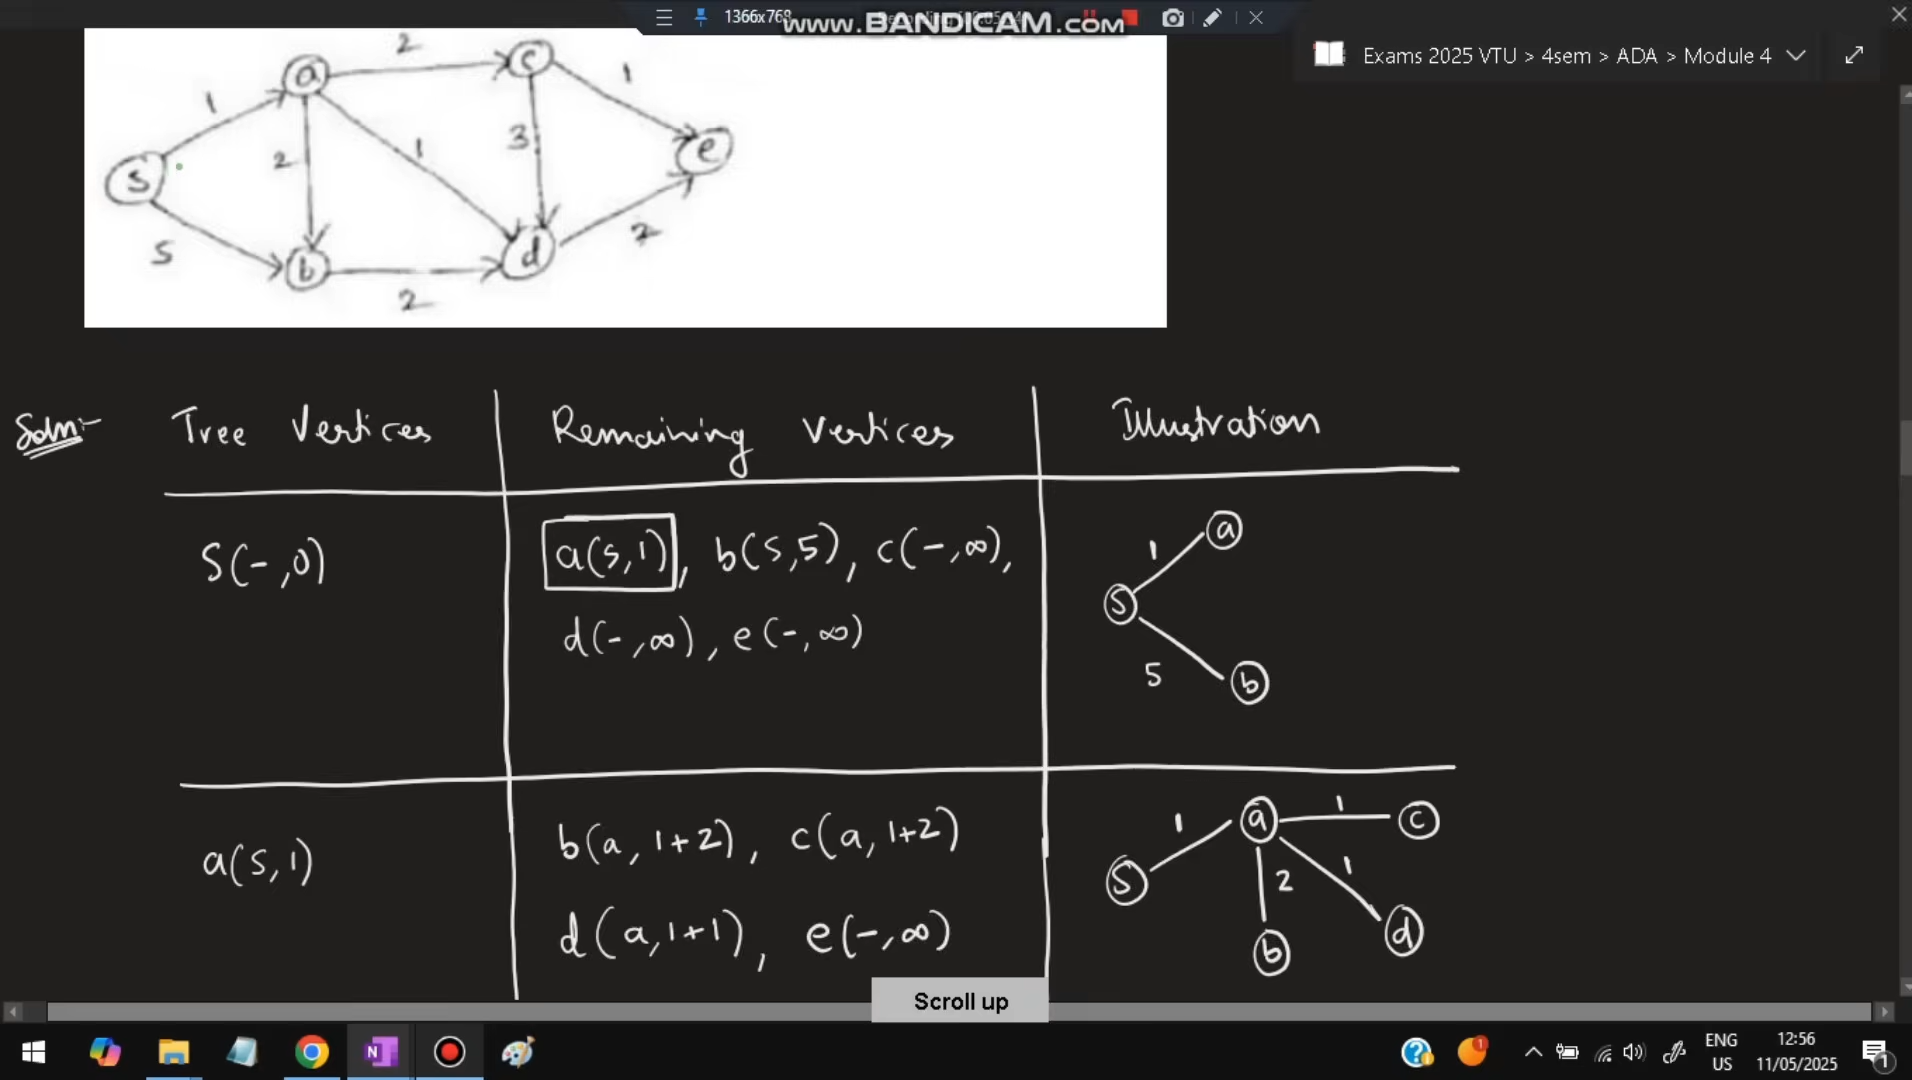 1366x768
www.BANDICAM.com
Exams 2025 VTU > 4sem > ADA > Module 4
2
a
c
1
1
1
3
2
e
S
5
d
2
b
2
Soln:-
Tree Vertices
Remaining Vertices
Illustration
S(-,0)
a(S,1), b(S,5), c(-,∞),
d(-,∞), e(-,∞)
1
a
S
5
b
a(S,1)
b(a, 1+2), c(a, 1+2)
d(a, 1+1), e(-,∞)
1
a
1
c
S
2
1
b
d
Scroll up
N
1
ENG
US
12:56
11/05/2025
1